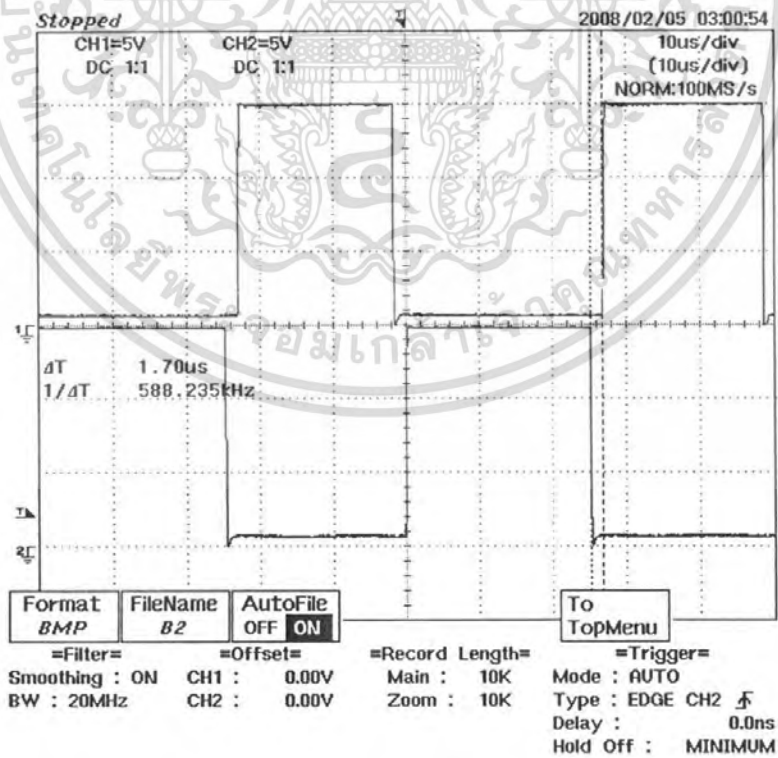 Stopped
2008/02/05 03:00:54
CH1=5V CH2=5V 10us/div
DC 1:1 DC 1:1 (10us/div)
NORM:100MS/s
ΔT 1.70us
1/ΔT 588.235kHz
Format FileName AutoFile To
BMP B2 OFF ON TopMenu
=Filter= =Offset= =Record Length= =Trigger=
Smoothing : ON CH1 : 0.00V Main : 10K Mode : AUTO
BW : 20MHz CH2 : 0.00V Zoom : 10K Type : EDGE CH2
Delay : 0.0ns
Hold Off : MINIMUM